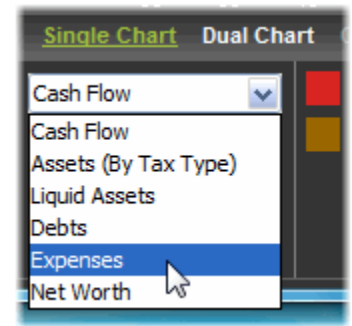 Single Chart Dual Chart
Cash Flow
Cash Flow
Assets (By Tax Type)
Liquid Assets
Debts
Expenses
Net Worth